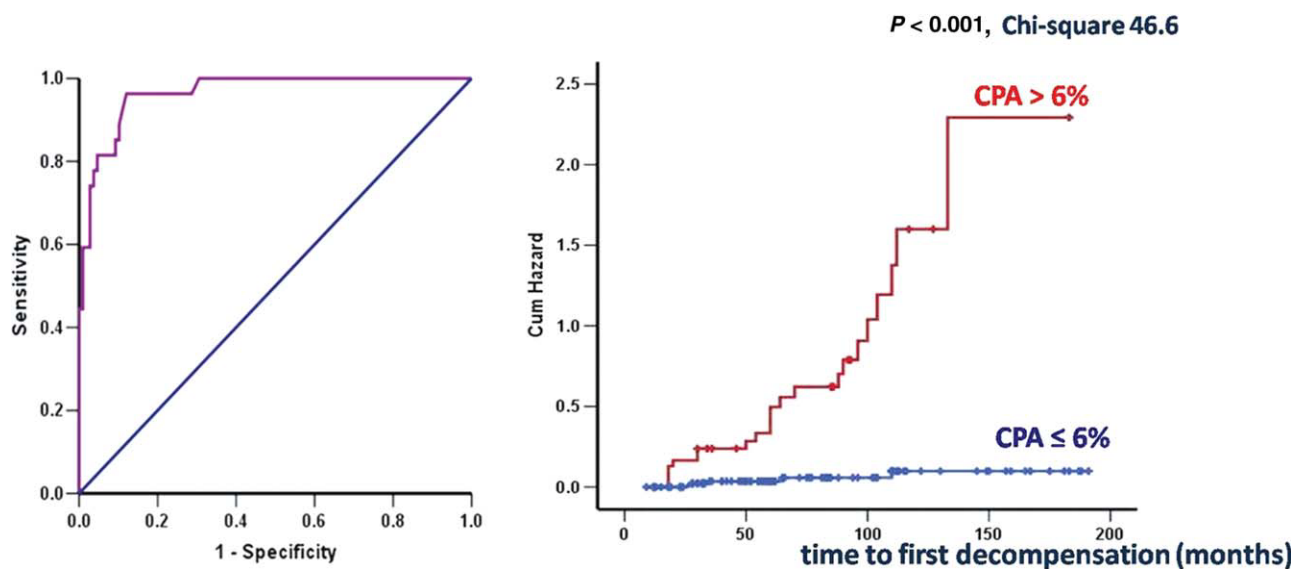 P < 0.001, Chi-square 46.6
1.0
0.8
0.6
0.4
0.2
0.0
Sensitivity
0.0 0.2 0.4 0.6 0.8 1.0
1 - Specificity
2.5
2.0
1.5
1.0
0.5
0.0
Cum Hazard
CPA > 6%
CPA ≤ 6%
0 50 100 150 200
time to first decompensation (months)